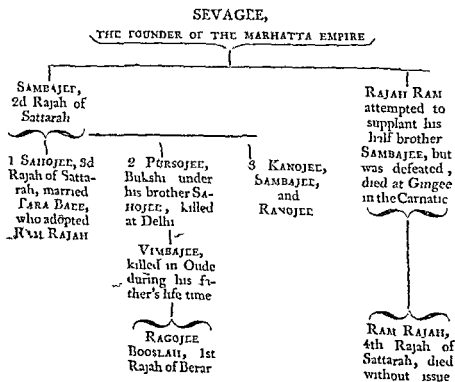 SEVAGEE,
THE FOUNDER OF THE MARHATTA EMPIRE
SAMBAJEE,
2d Rajah of
Sattarah
RAJAH RAM
attempted to
supplant his
half brother
SAMBAJEE, but
was defeated,
died at Gingee
in the Carnatic
1 SAHOJEE, 3d
Rajah of Satta-
rah, married
TARA BAEE,
who adopted
RAM RAJAH
2 PURSOJEE,
Bukshi under
his brother SA-
HOJEE, killed
at Delhi
3 KANOJEE,
SAMBAJEE,
and
RANOJEE
VIMBAJEE,
killed in Oude
during his fa-
ther's life time
RAGOJEE
BOOSLAH, 1st
Rajah of Berar
RAM RAJAH,
4th Rajah of
Sattarah, died
without issue